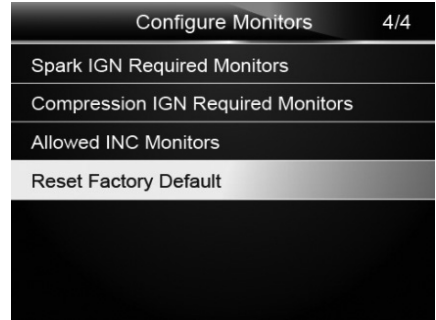 Configure Monitors 4/4
Spark IGN Required Monitors
Compression IGN Required Monitors
Allowed INC Monitors
Reset Factory Default